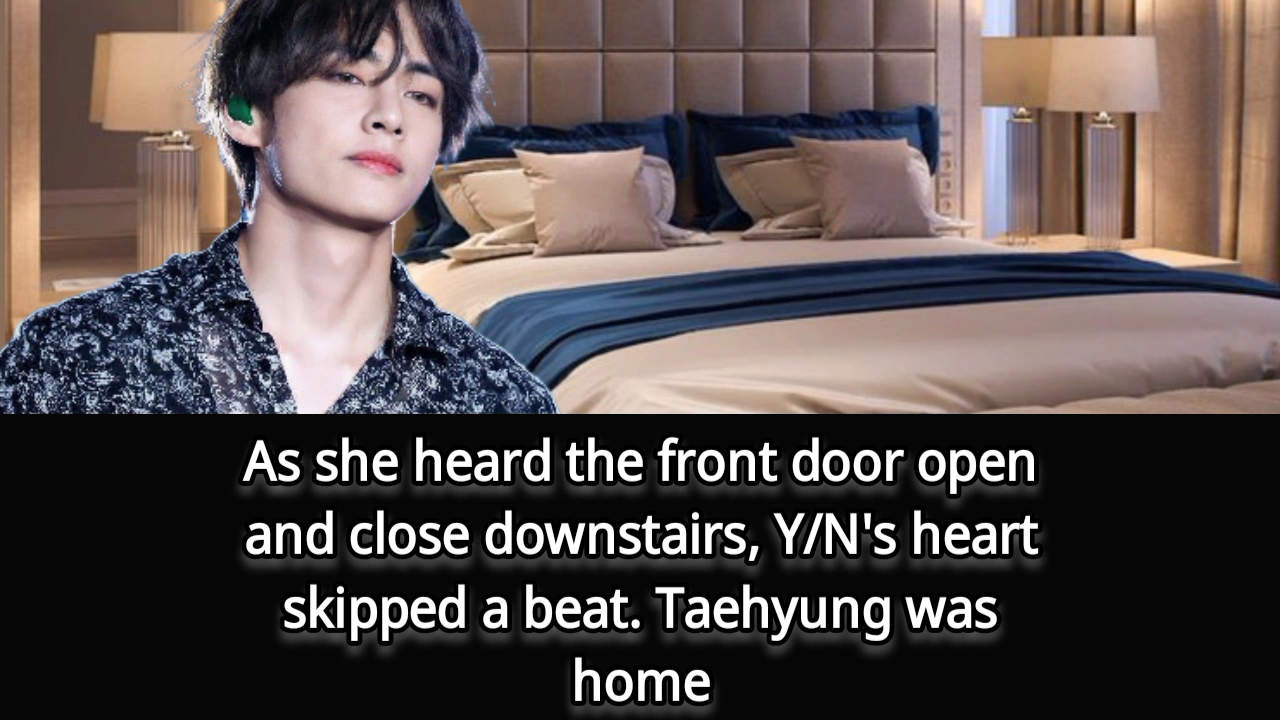 As she heard the front door open
and close downstairs, Y/N's heart
skipped a beat. Taehyung was
home